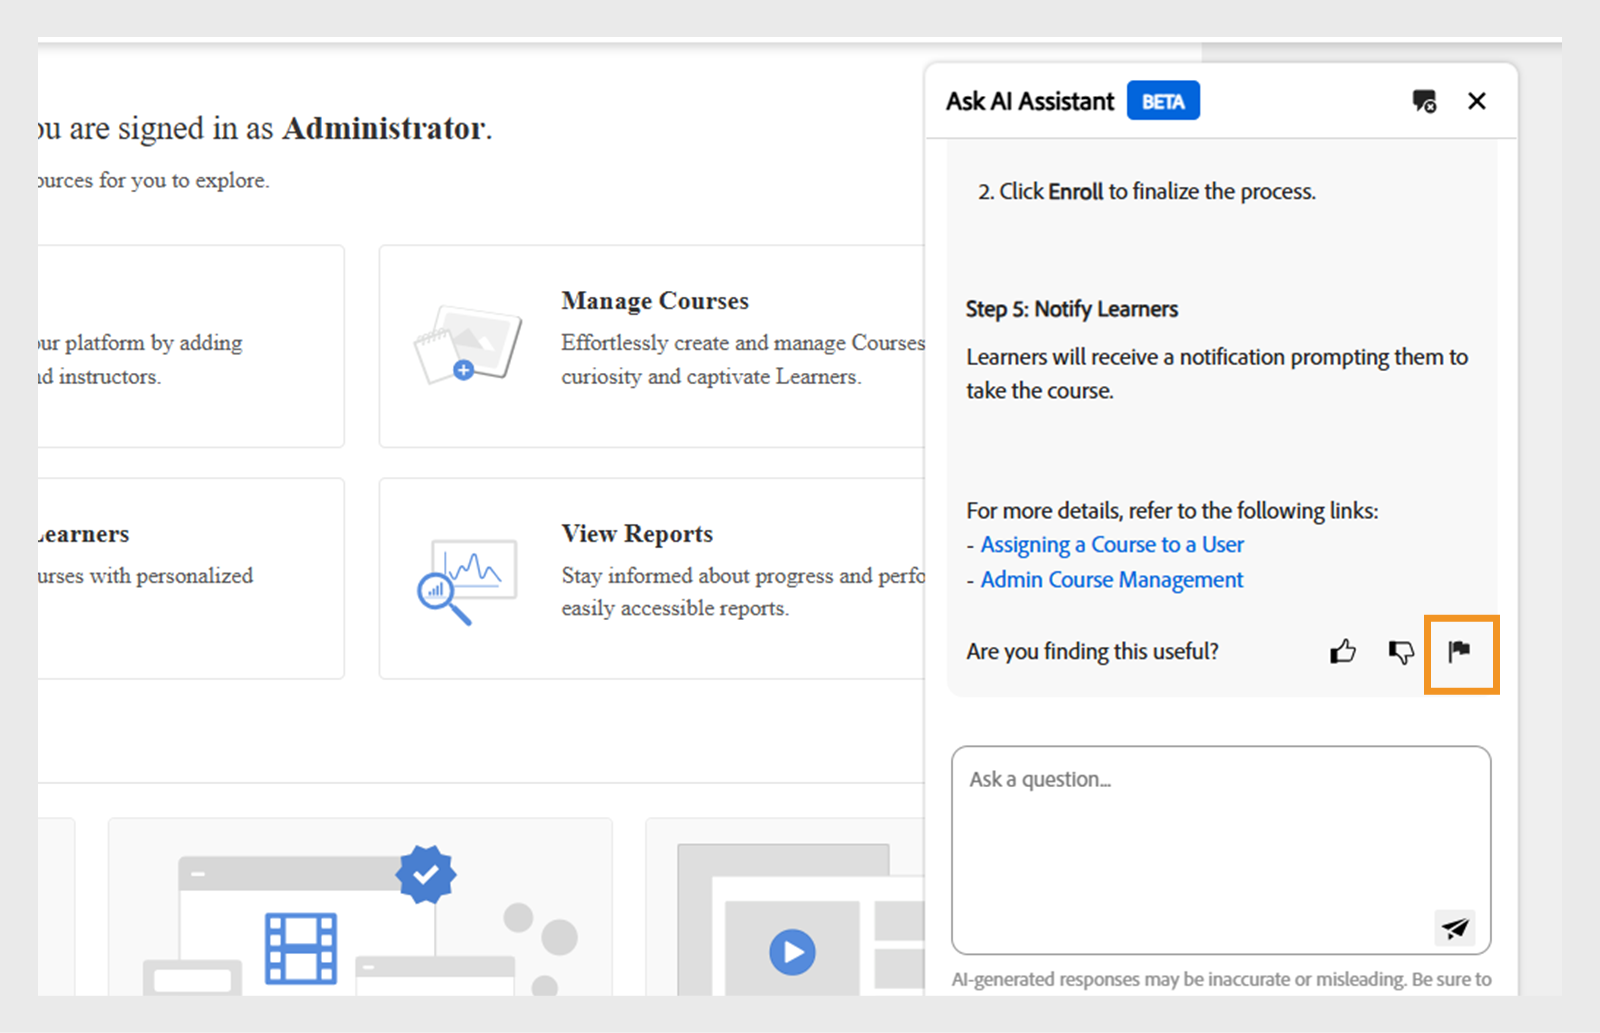 ou are signed in as Administrator.
ources for you to explore.
our platform by adding
nd instructors.
Manage Courses
Effortlessly create and manage Courses
curiosity and captivate Learners.
Learners
urses with personalized
View Reports
Stay informed about progress and perfo
easily accessible reports.
Ask AI Assistant BETA
2. Click Enroll to finalize the process.
Step 5: Notify Learners
Learners will receive a notification prompting them to
take the course.
For more details, refer to the following links:
- Assigning a Course to a User
- Admin Course Management
Are you finding this useful?
Ask a question...
AI-generated responses may be inaccurate or misleading. Be sure to